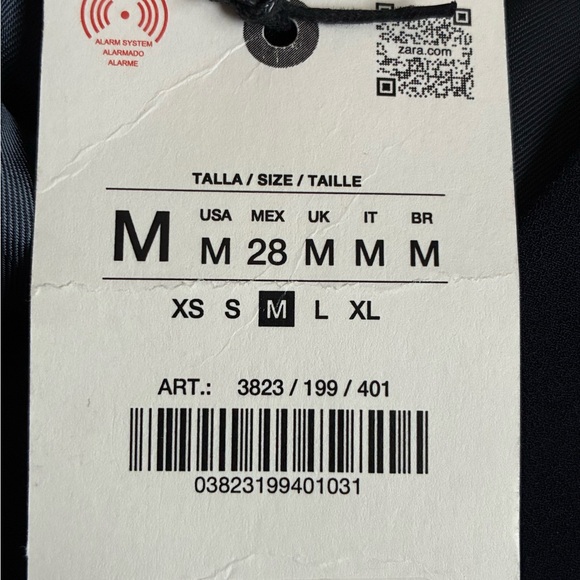 ALARM SYSTEM
ALARMADO
ALARME
zara.com
TALLA / SIZE / TAILLE
M USA MEX UK IT BR
M 28 M M M
XS S M L XL
ART.: 3823 / 199 / 401
03823199401031